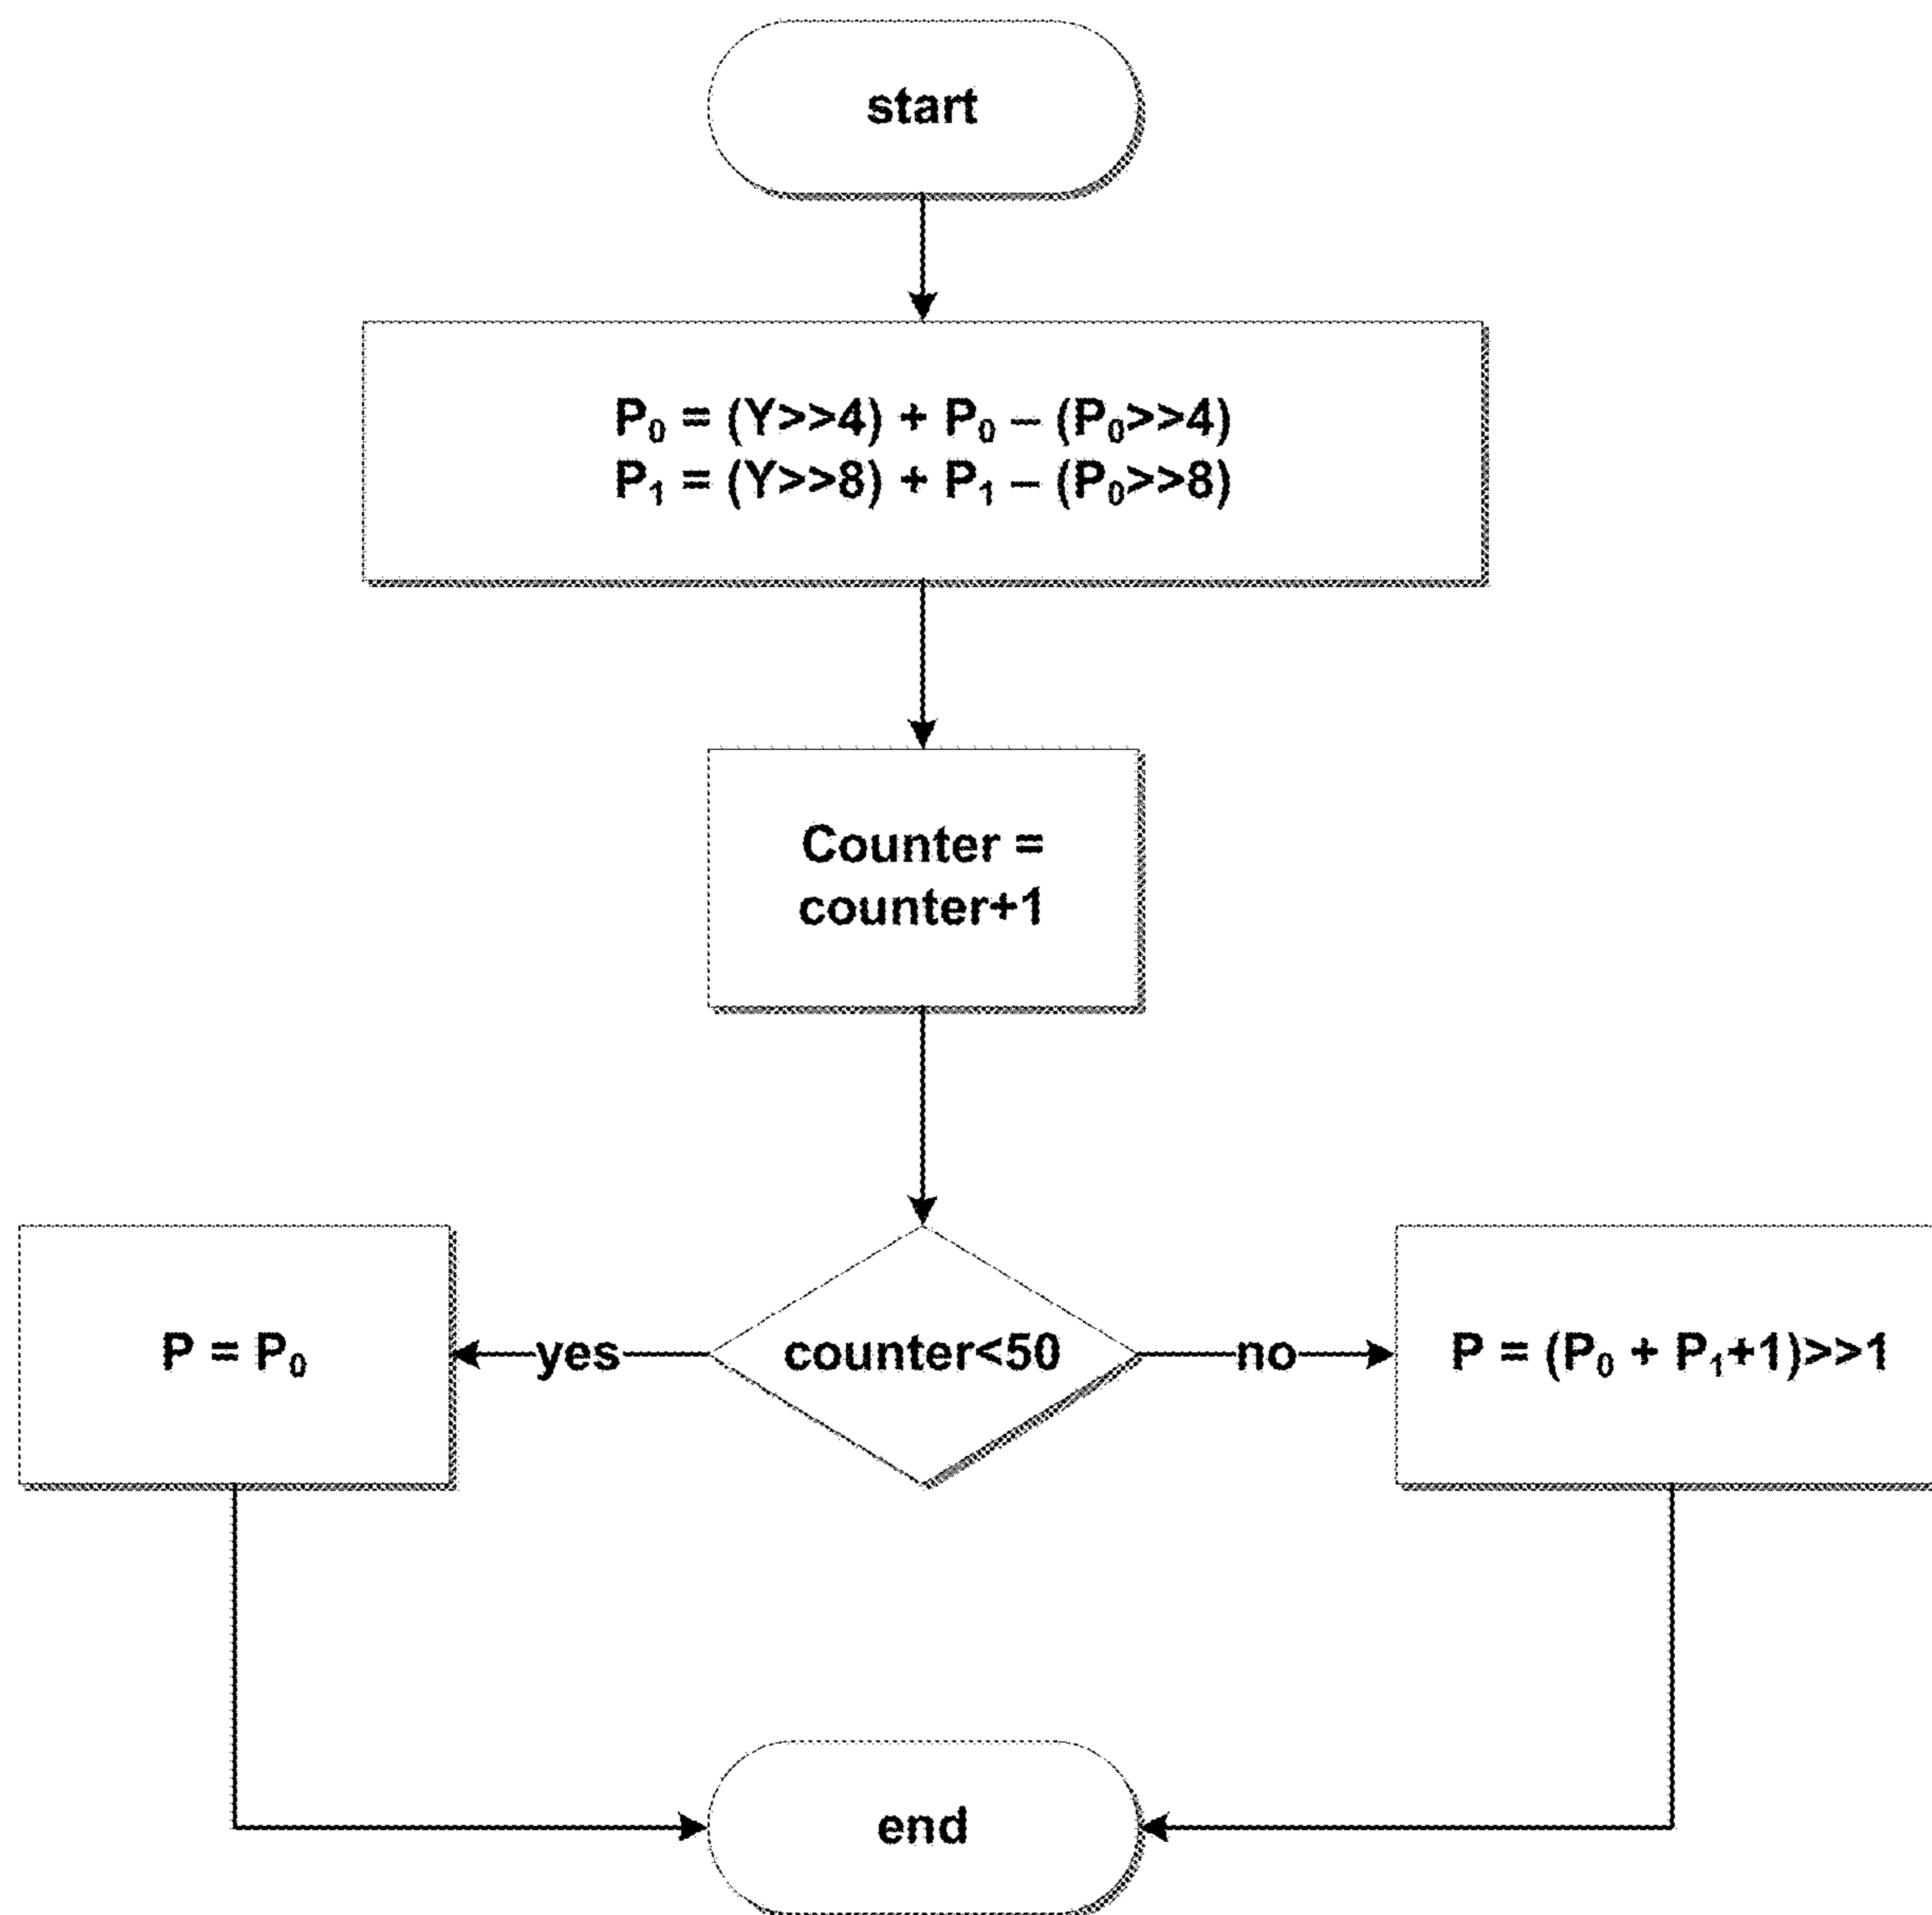 start
P₀ = (Y>>4) + P₀ – (P₀>>4)
P₁ = (Y>>8) + P₁ – (P₀>>8)
Counter =
counter+1
P = P₀
yes
counter<50
no
P = (P₀ + P₁+1)>>1
end